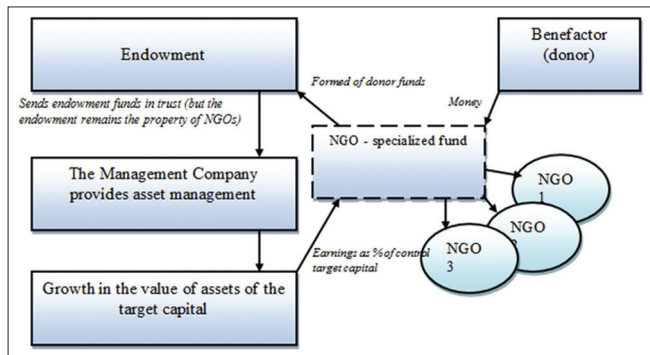 Endowment
Benefactor
(donor)
Formed of donor funds
Sends endowment funds in trust (but the
endowment remains the property of NGOs)
Money
NGO - specialized fund
The Management Company
provides asset management
NGO
1
NGO
NGO
3
Earnings as % of control
target capital
Growth in the value of assets of the
target capital